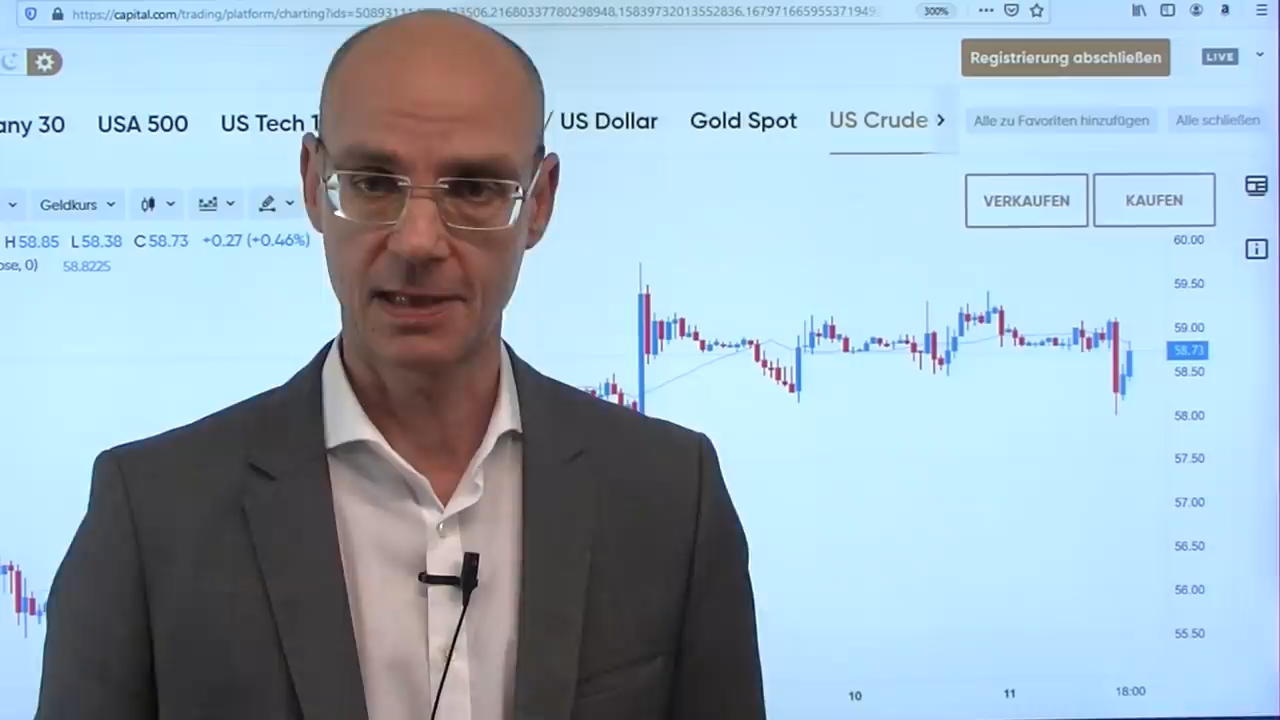 https://capital.com/trading/platform/charting?ids=
300%
Registrierung abschließen
LIVE
any 30
USA 500
US Tech 1
/ US Dollar
Gold Spot
US Crude
Alle zu Favoriten hinzufügen
Alle schließen
Geldkurs
VERKAUFEN
KAUFEN
H58.85 L58.38 C58.73 +0.27 (+0.46%)
ose, 0) 58.8225
60.00
59.50
59.00
58.73
58.50
58.00
57.50
57.00
56.50
56.00
55.50
10
11
18:00